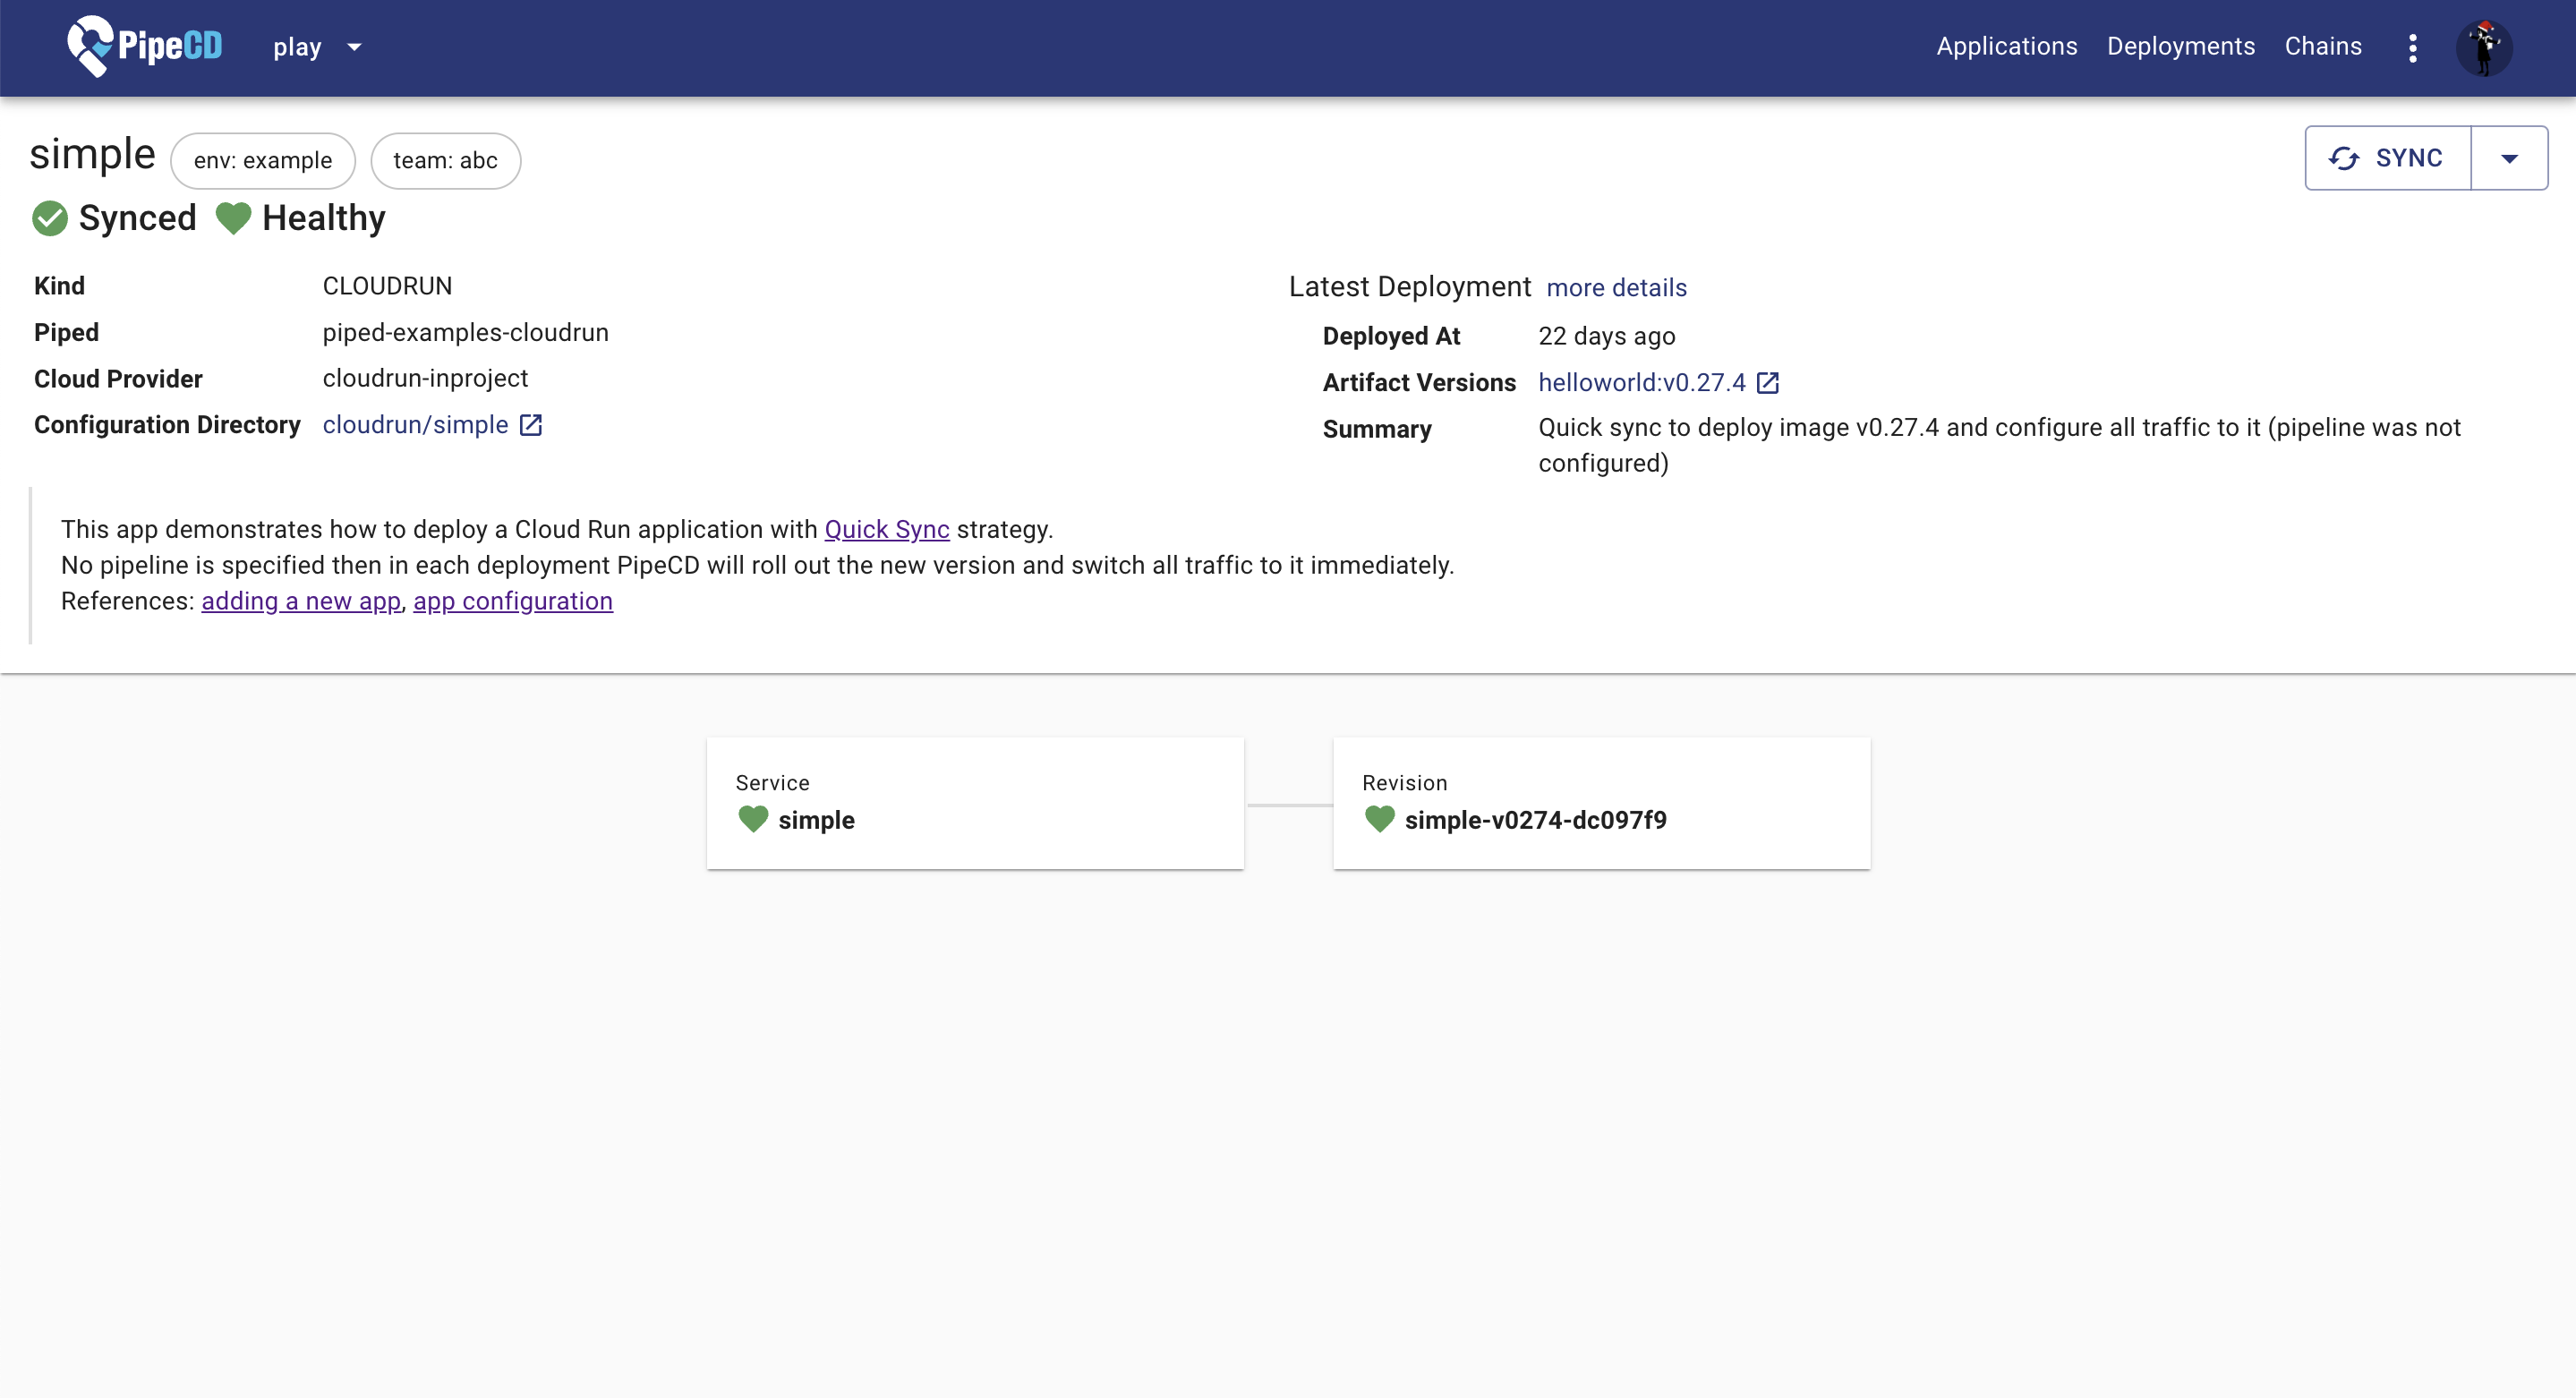 PipeCD play Applications Deployments Chains
simple env: example team: abc SYNC
Synced Healthy
Kind CLOUDRUN
Piped piped-examples-cloudrun
Cloud Provider cloudrun-inproject
Configuration Directory cloudrun/simple
Latest Deployment more details
Deployed At 22 days ago
Artifact Versions helloworld:v0.27.4
Summary Quick sync to deploy image v0.27.4 and configure all traffic to it (pipeline was not
configured)
This app demonstrates how to deploy a Cloud Run application with Quick Sync strategy.
No pipeline is specified then in each deployment PipeCD will roll out the new version and switch all traffic to it immediately.
References: adding a new app, app configuration
Service
simple
Revision
simple-v0274-dc097f9